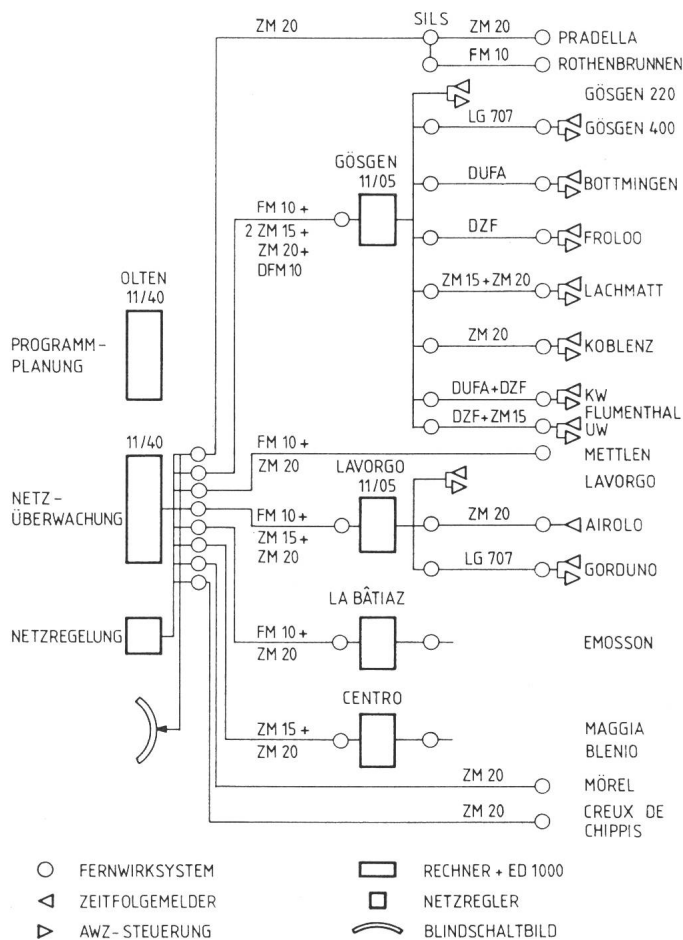 SILS
ZM 20
ZM 20
PRADELLA
FM 10
ROTHENBRUNNEN
GÖSGEN 220
LG 707
GÖSGEN 400
GÖSGEN
11/05
DUFA
BOTTMINGEN
FM 10 +
2 ZM 15 +
ZM 20 +
DFM 10
DZF
FROLOO
OLTEN
11/40
ZM 15 + ZM 20
LACHMATT
PROGRAMM-
PLANUNG
ZM 20
KOBLENZ
DUFA+DZF
KW
FLUMENTHAL
DZF+ZM15
UW
11/40
FM 10 +
ZM 20
METTLEN
LAVORGO
11/05
LAVORGO
NETZ-
ÜBERWACHUNG
FM 10 +
ZM 15 +
ZM 20
ZM 20
AIROLO
LG 707
GORDUNO
LA BÂTIAZ
NETZREGELUNG
FM 10 +
ZM 20
EMOSSON
CENTRO
ZM 15 +
ZM 20
MAGGIA
BLENIO
ZM 20
MÖREL
ZM 20
CREUX DE
CHIPPIS
FERNWIRKSYSTEM
RECHNER + ED 1000
ZEITFOLGEMELDER
NETZREGLER
AWZ-STEUERUNG
BLINDSCHALTBILD